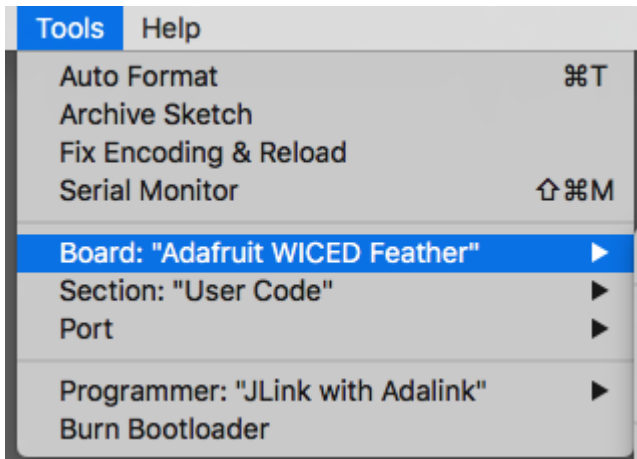 Tools Help
Auto Format ⌘T
Archive Sketch
Fix Encoding & Reload
Serial Monitor ⇧⌘M
Board: "Adafruit WICED Feather" ▶
Section: "User Code" ▶
Port ▶
Programmer: "JLink with Adalink" ▶
Burn Bootloader